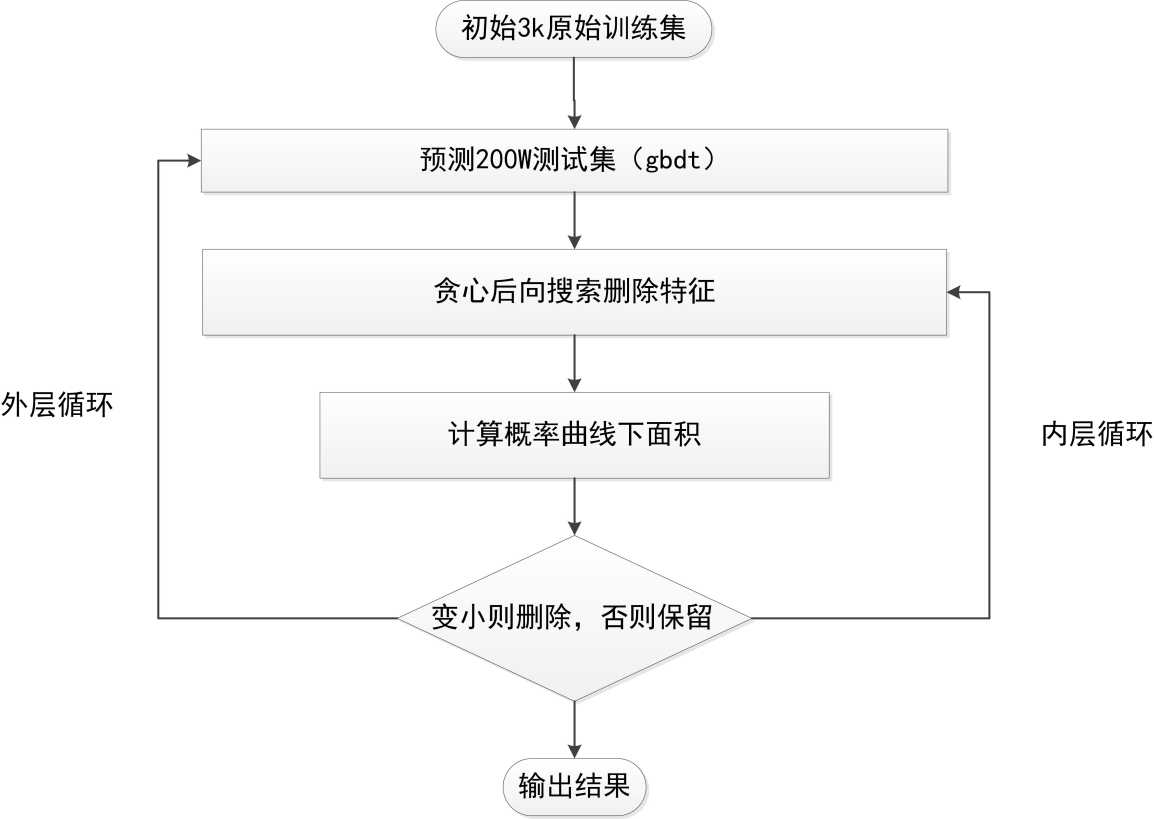 初始3k原始训练集
预测200W测试集（gbdt）
贪心后向搜索删除特征
外层循环
计算概率曲线下面积
内层循环
变小则删除，否则保留
输出结果